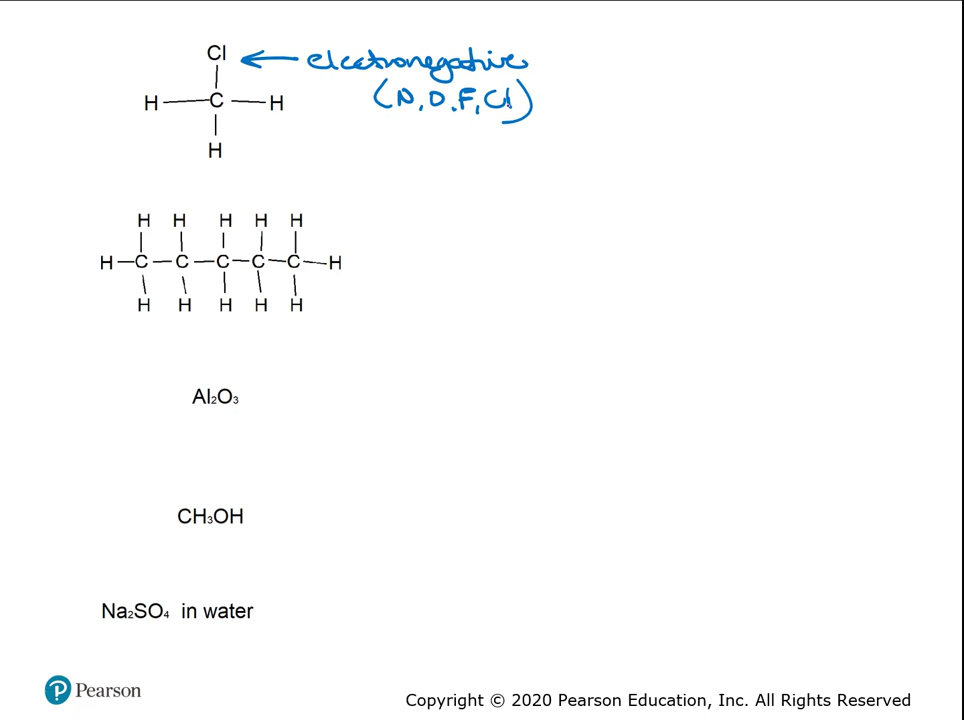 Cl ← electronegative
H C H (N, O, F, Cl)
H
H H H H H
H C C C C C H
H H H H H
Al₂O₃
CH₃OH
Na₂SO₄ in water
Pearson
Copyright © 2020 Pearson Education, Inc. All Rights Reserved